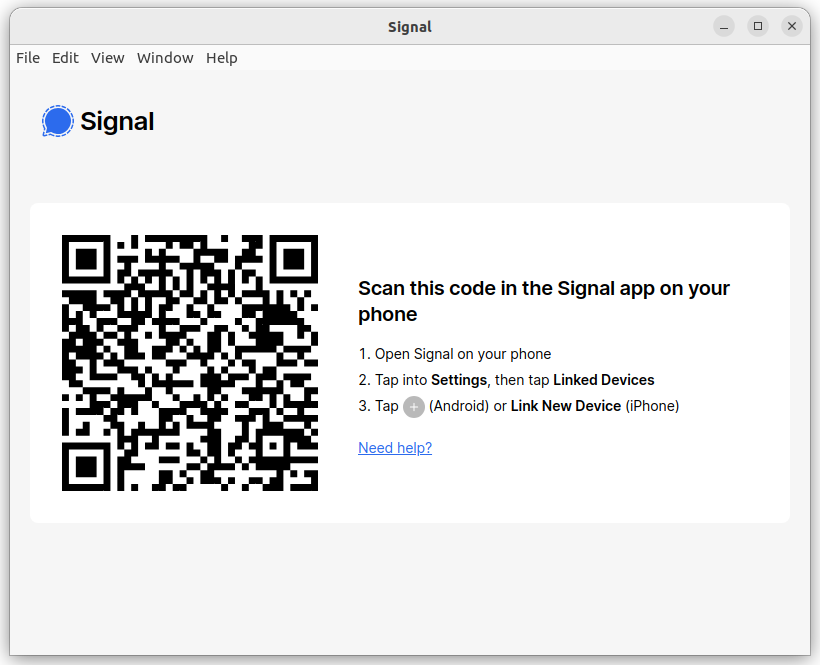 Signal
File Edit View Window Help
Signal
Scan this code in the Signal app on your
phone
1. Open Signal on your phone
2. Tap into Settings, then tap Linked Devices
3. Tap + (Android) or Link New Device (iPhone)
Need help?